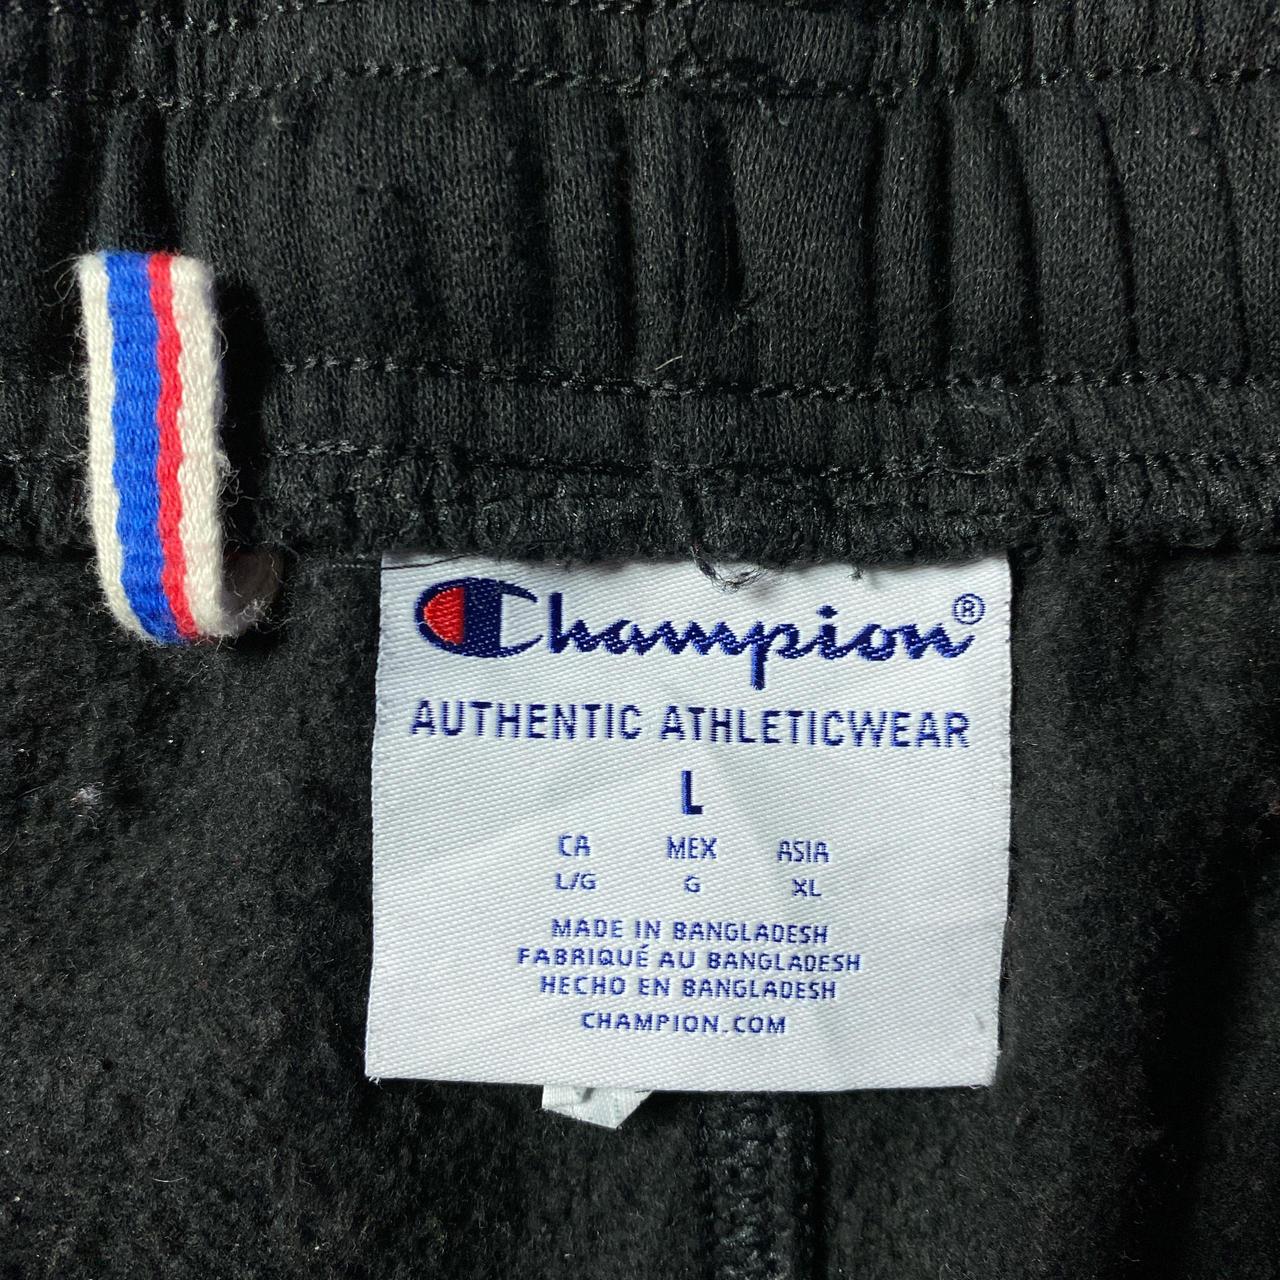 Champion®
AUTHENTIC ATHLETICWEAR
L
CA MEX ASIA
L/G G XL
MADE IN BANGLADESH
FABRIQUÉ AU BANGLADESH
HECHO EN BANGLADESH
CHAMPION.COM